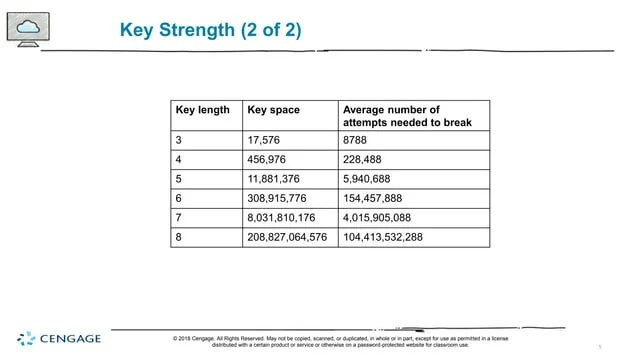 Key Strength (2 of 2)
Key length Key space Average number of
attempts needed to break
3 17,576 8788
4 456,976 228,488
5 11,881,376 5,940,688
6 308,915,776 154,457,888
7 8,031,810,176 4,015,905,088
8 208,827,064,576 104,413,532,288
CENGAGE
© 2018 Cengage. All Rights Reserved. May not be copied, scanned, or duplicated, in whole or in part, except for use as permitted in a license
distributed with a certain product or service or otherwise on a password-protected website for classroom use.